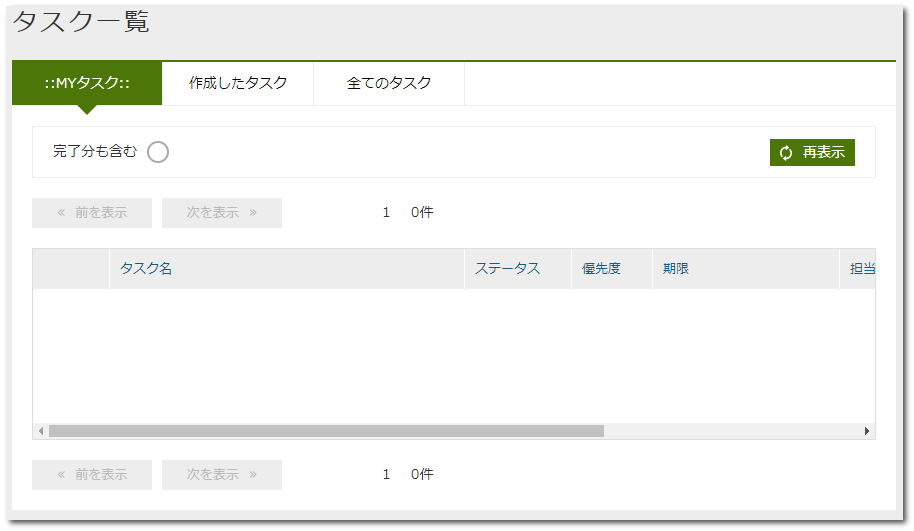 タスク一覧
::MYタスク:: 作成したタスク 全てのタスク
完了分も含む 再表示
« 前を表示 次を表示 » 1 0件
タスク名 ステータス 優先度 期限 担当
« 前を表示 次を表示 » 1 0件